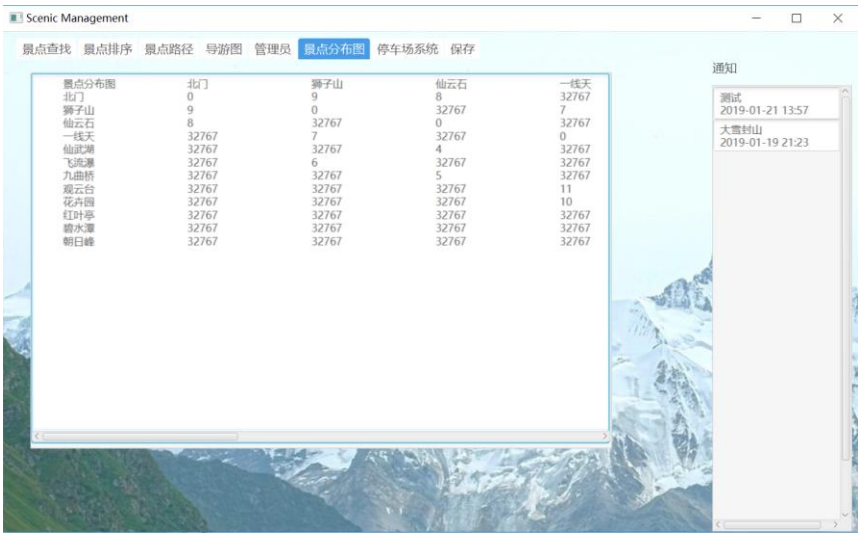 Scenic Management
景点查找 景点排序 景点路径 导游图 管理员 景点分布图 停车场系统 保存
通知
景点分布图 北门 狮子山 仙云石 一线天
北门 0 9 8 32767
狮子山 9 0 32767 7
仙云石 8 32767 0 32767
一线天 32767 7 32767 0
仙武湖 32767 32767 4 32767
飞流瀑 32767 6 32767 32767
九曲桥 32767 32767 5 32767
观云台 32767 32767 32767 11
花卉园 32767 32767 32767 10
红叶亭 32767 32767 32767 32767
碧水潭 32767 32767 32767 32767
朝日峰 32767 32767 32767 32767
测试
2019-01-21 13:57
大雪封山
2019-01-19 21:23